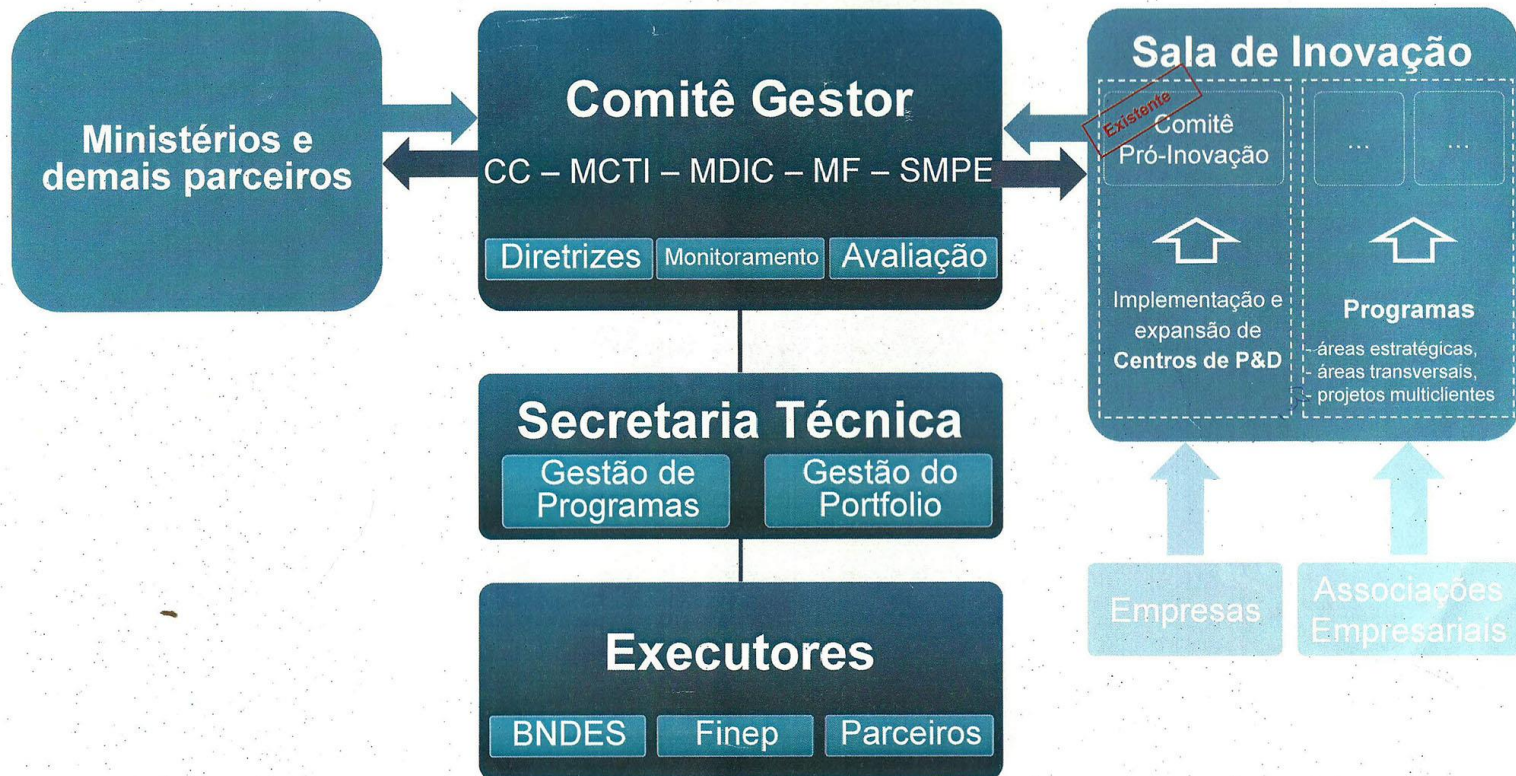 Ministérios e
demais parceiros
Comitê Gestor
CC – MCTI – MDIC – MF – SMPE
Diretrizes
Monitoramento
Avaliação
Secretaria Técnica
Gestão de
Programas
Gestão do
Portfolio
Executores
BNDES
Finep
Parceiros
Sala de Inovação
Existente
Comitê
Pró-Inovação
...
...
Implementação e
expansão de
Centros de P&D
Programas
- áreas estratégicas,
- áreas transversais,
- projetos multiclientes
Empresas
Associações
Empresariais